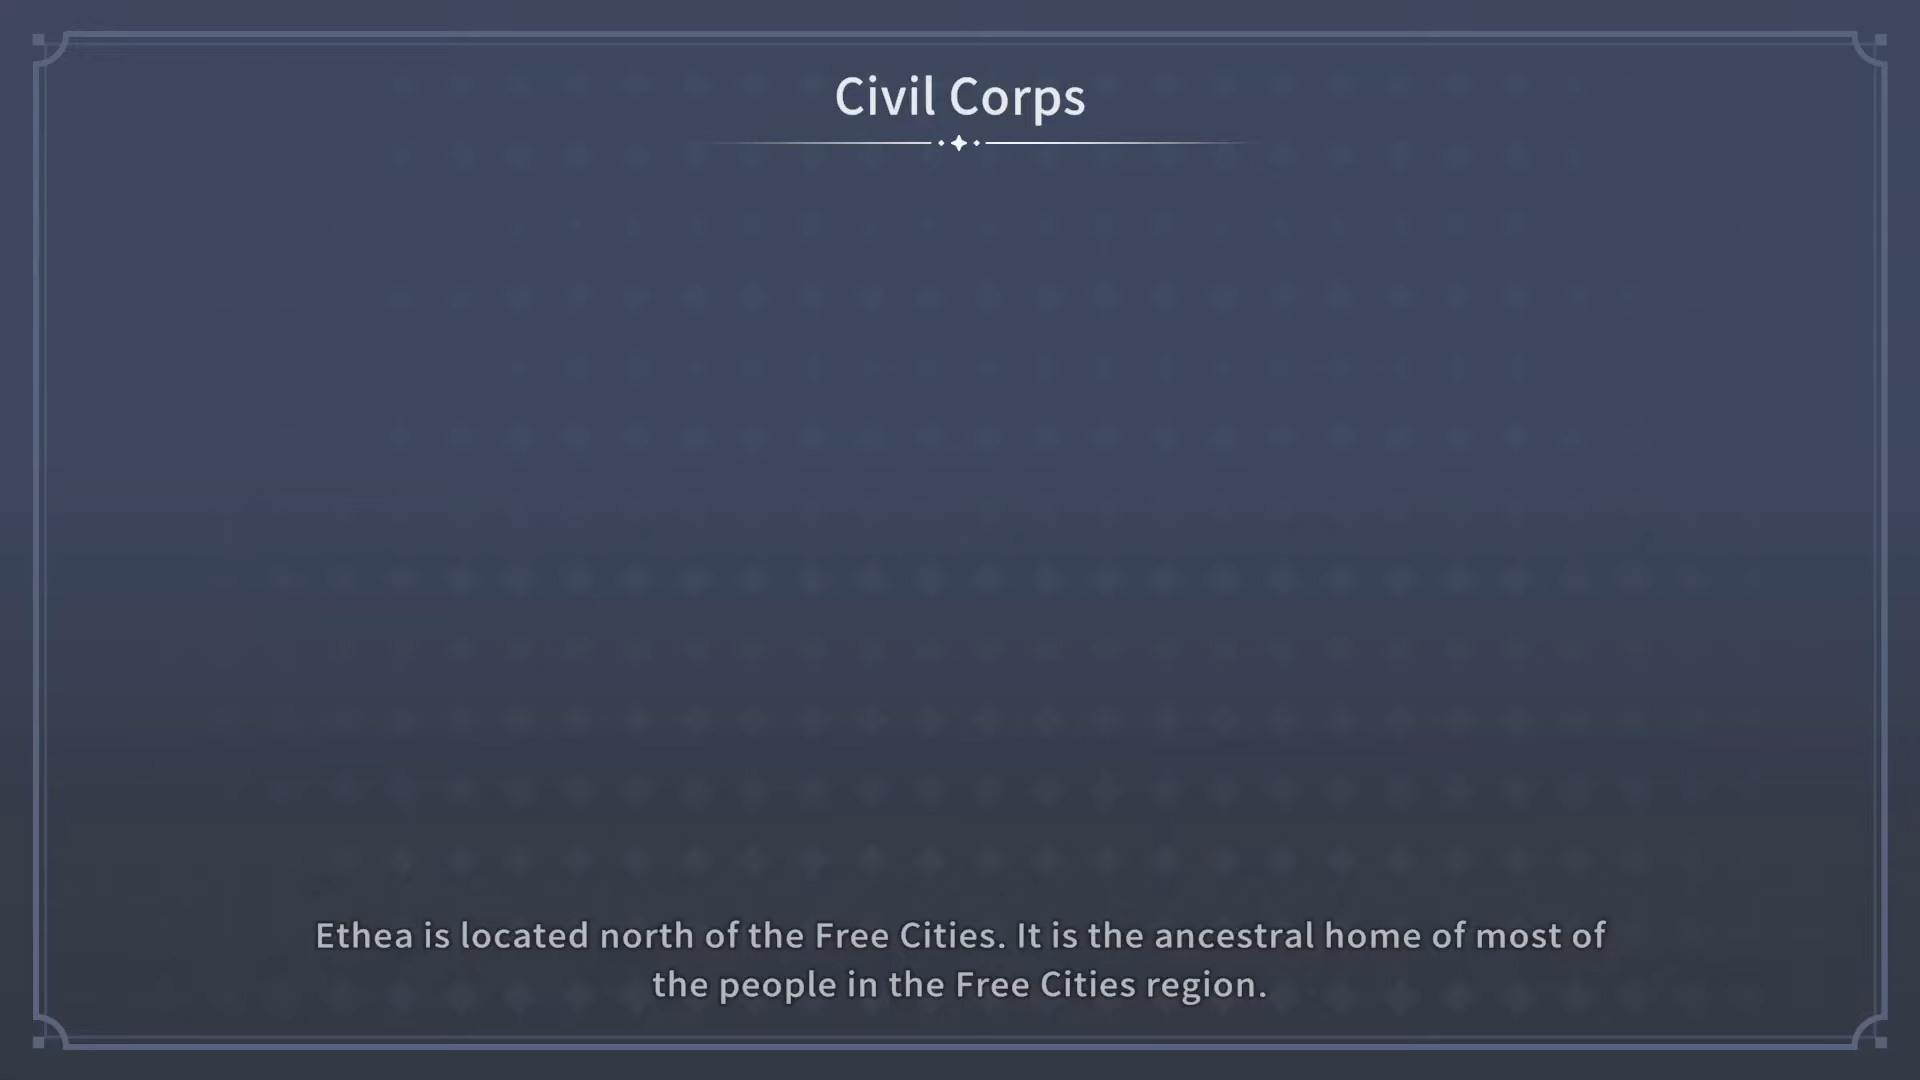 Civil Corps
Ethea is located north of the Free Cities. It is the ancestral home of most of
the people in the Free Cities region.